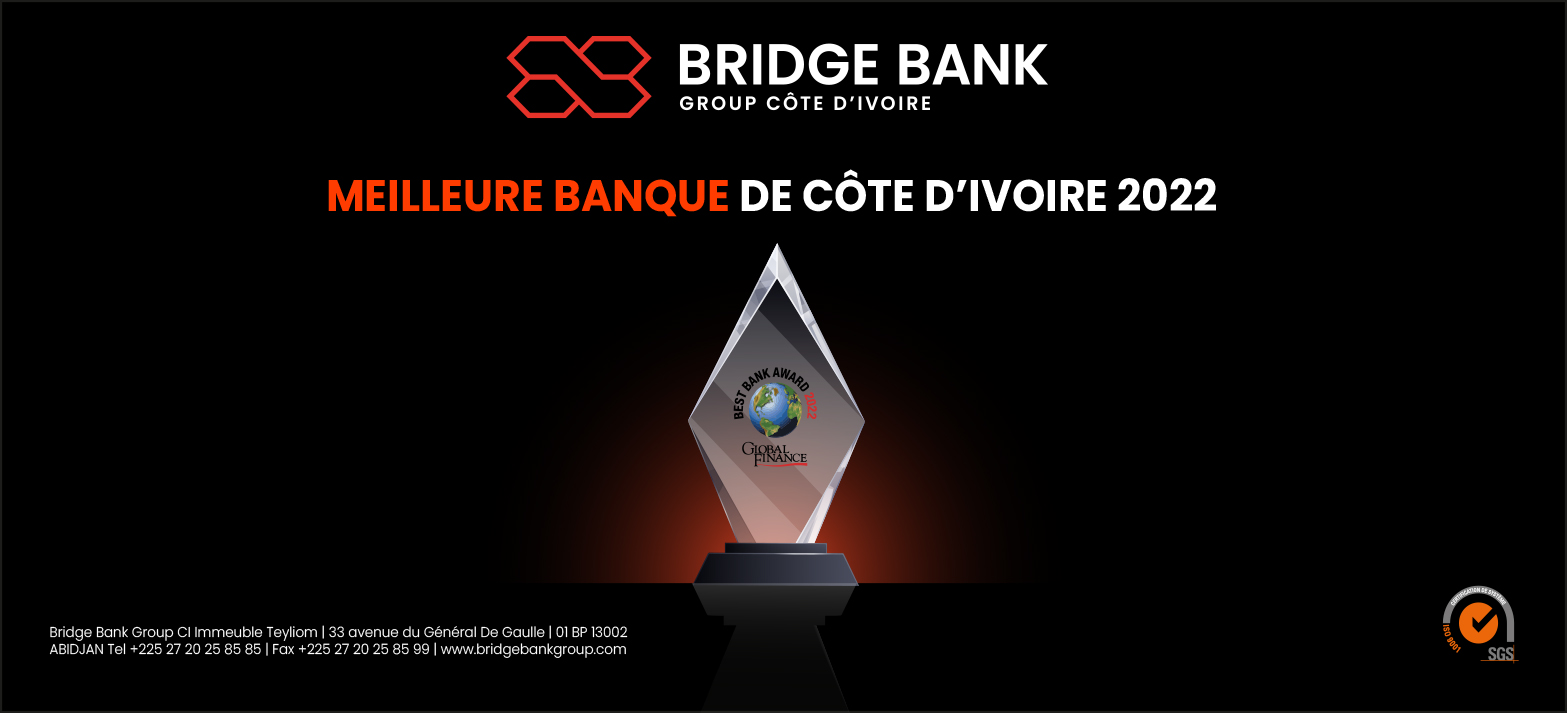 BRIDGE BANK
GROUP CÔTE D'IVOIRE
MEILLEURE BANQUE DE CÔTE D'IVOIRE 2022
BEST BANK AWARD 2022
GLOBAL
FINANCE
Bridge Bank Group CI Immeuble Teyliom | 33 avenue du Général De Gaulle | 01 BP 13002
ABIDJAN Tel +225 27 20 25 85 85 | Fax +225 27 20 25 85 99 | www.bridgebankgroup.com
CERTIFICATION DE SYSTÈME
ISO 9001
SGS